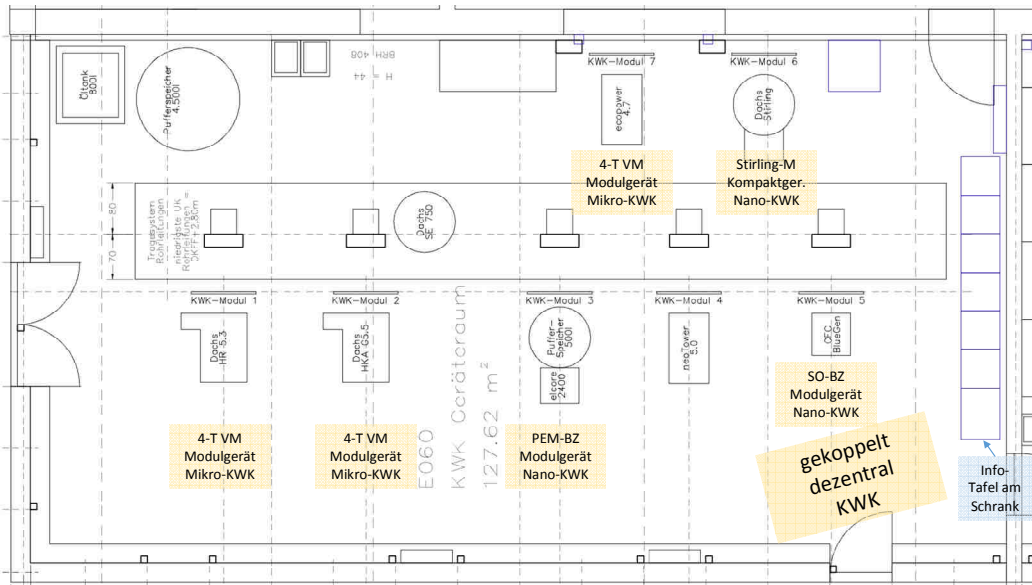 Öltank
800l
Pufferspeicher
4.500l
BRM 408
H = 44
KWK-Modul 7
KWK-Modul 6
ecopower
4.7
Dachs
Stirling
4-T VM
Modulgerät
Mikro-KWK
Stirling-M
Kompaktger.
Nano-KWK
80
70
Tragesystem
Rohrleitungen
niedrigste UK
Rohrleitungen =
OKFF+2.80m
Dachs
SE 750
KWK-Modul 1
KWK-Modul 2
KWK-Modul 3
KWK-Modul 4
KWK-Modul 5
Dachs
HR 5.3
Dachs
HKA G5.5
Puffer-
Speicher
500l
elcore
2400
neoTower
5.0
CFC
BlueGen
E060
KWK Geräteraum
127.62 m²
4-T VM
Modulgerät
Mikro-KWK
4-T VM
Modulgerät
Mikro-KWK
PEM-BZ
Modulgerät
Nano-KWK
SO-BZ
Modulgerät
Nano-KWK
gekoppelt
dezentral
KWK
Info-
Tafel am
Schrank